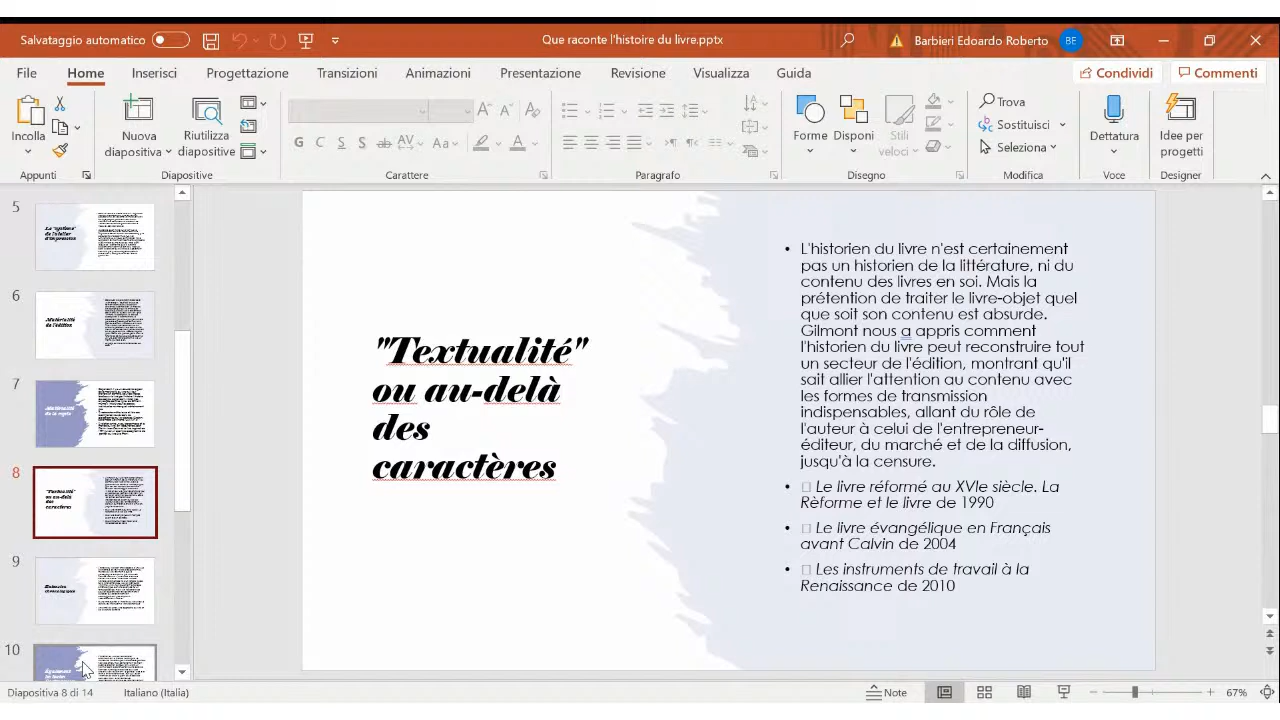 Salvataggio automatico
Que raconte l'histoire du livre.pptx
Barbieri Edoardo Roberto
BE
File Home Inserisci Progettazione Transizioni Animazioni Presentazione Revisione Visualizza Guida
Condividi
Commenti
Incolla
Nuova diapositiva
Riutilizza diapositive
Forme
Disponi
Stili veloci
Trova
Sostituisci
Seleziona
Dettatura
Idee per progetti
Appunti
Diapositive
Carattere
Paragrafo
Disegno
Modifica
Voce
Designer
5
6
7
8
9
10
"Textualité"
ou au-delà
des
caractères
• L'historien du livre n'est certainement
pas un historien de la littérature, ni du
contenu des livres en soi. Mais la
prétention de traiter le livre-objet quel
que soit son contenu est absurde.
Gilmont nous a appris comment
l'historien du livre peut reconstruire tout
un secteur de l'édition, montrant qu'il
sait allier l'attention au contenu avec
les formes de transmission
indispensables, allant du rôle de
l'auteur à celui de l'entrepreneur-
éditeur, du marché et de la diffusion,
jusqu'à la censure.
• Le livre réformé au XVIe siècle. La
Rèforme et le livre de 1990
• Le livre évangélique en Français
avant Calvin de 2004
• Les instruments de travail à la
Renaissance de 2010
Diapositiva 8 di 14
Italiano (Italia)
Note
67%